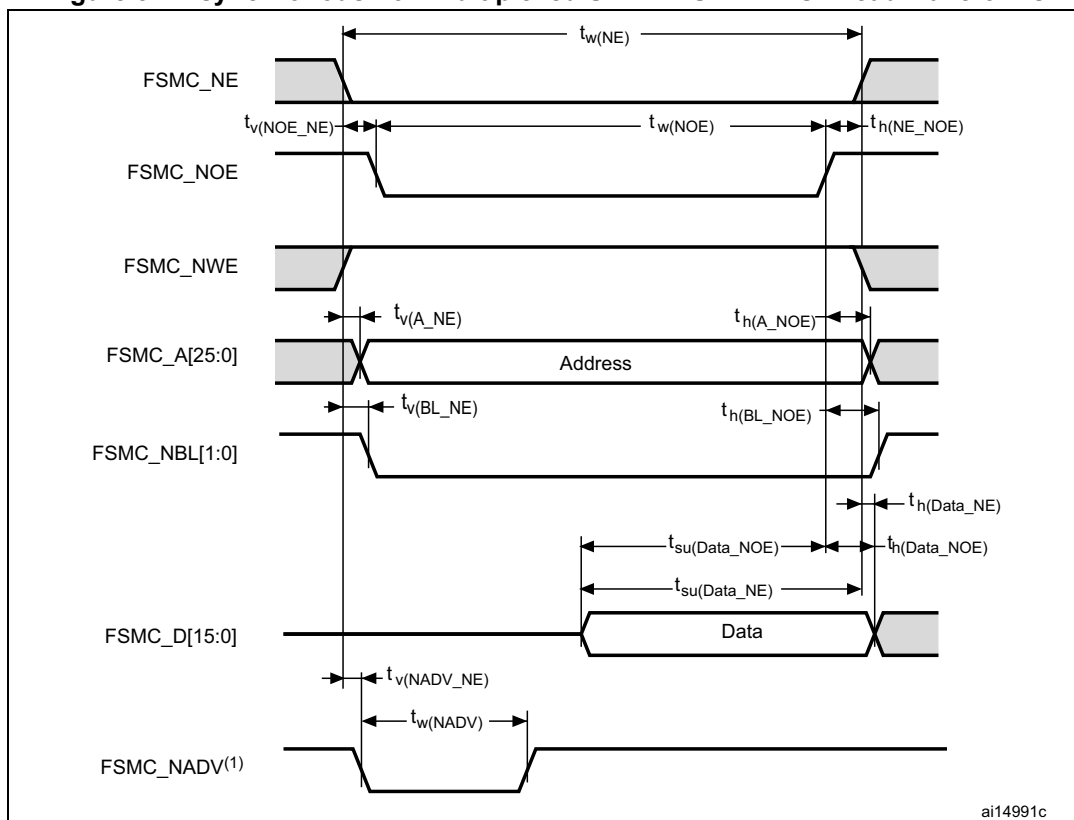 tw(NE)
FSMC_NE
tv(NOE_NE)
tw(NOE)
th(NE_NOE)
FSMC_NOE
FSMC_NWE
tv(A_NE)
th(A_NOE)
FSMC_A[25:0]
Address
tv(BL_NE)
th(BL_NOE)
FSMC_NBL[1:0]
th(Data_NE)
tsu(Data_NOE)
th(Data_NOE)
tsu(Data_NE)
FSMC_D[15:0]
Data
tv(NADV_NE)
tw(NADV)
FSMC_NADV(1)
ai14991c